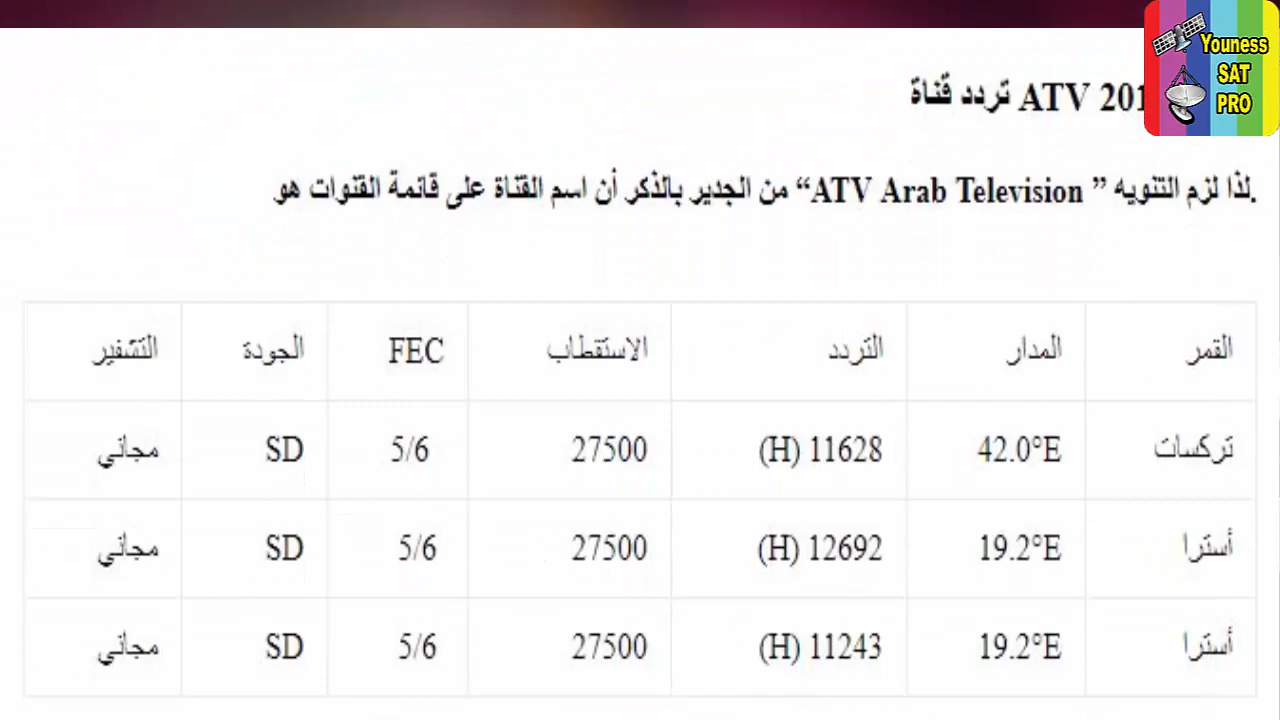 Youness
SAT
PRO
تردد قناة ATV 201
.لذا لزم التنويه ” ATV Arab Television“ من الجدير بالذكر أن اسم القناة على قائمة القنوات هو
القمر المدار التردد الاستقطاب FEC الجودة التشفير
تركسات 42.0°E 11628 (H) 27500 5/6 SD مجاني
أسترا 19.2°E 12692 (H) 27500 5/6 SD مجاني
أسترا 19.2°E 11243 (H) 27500 5/6 SD مجاني